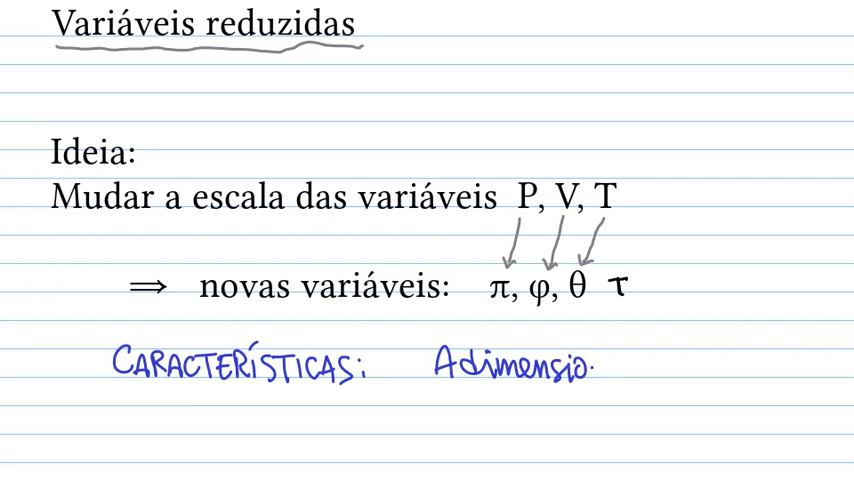 Variáveis reduzidas
Ideia:
Mudar a escala das variáveis P, V, T
⟹ novas variáveis: π, φ, θ τ
CARACTERÍSTICAS: Adimensio.